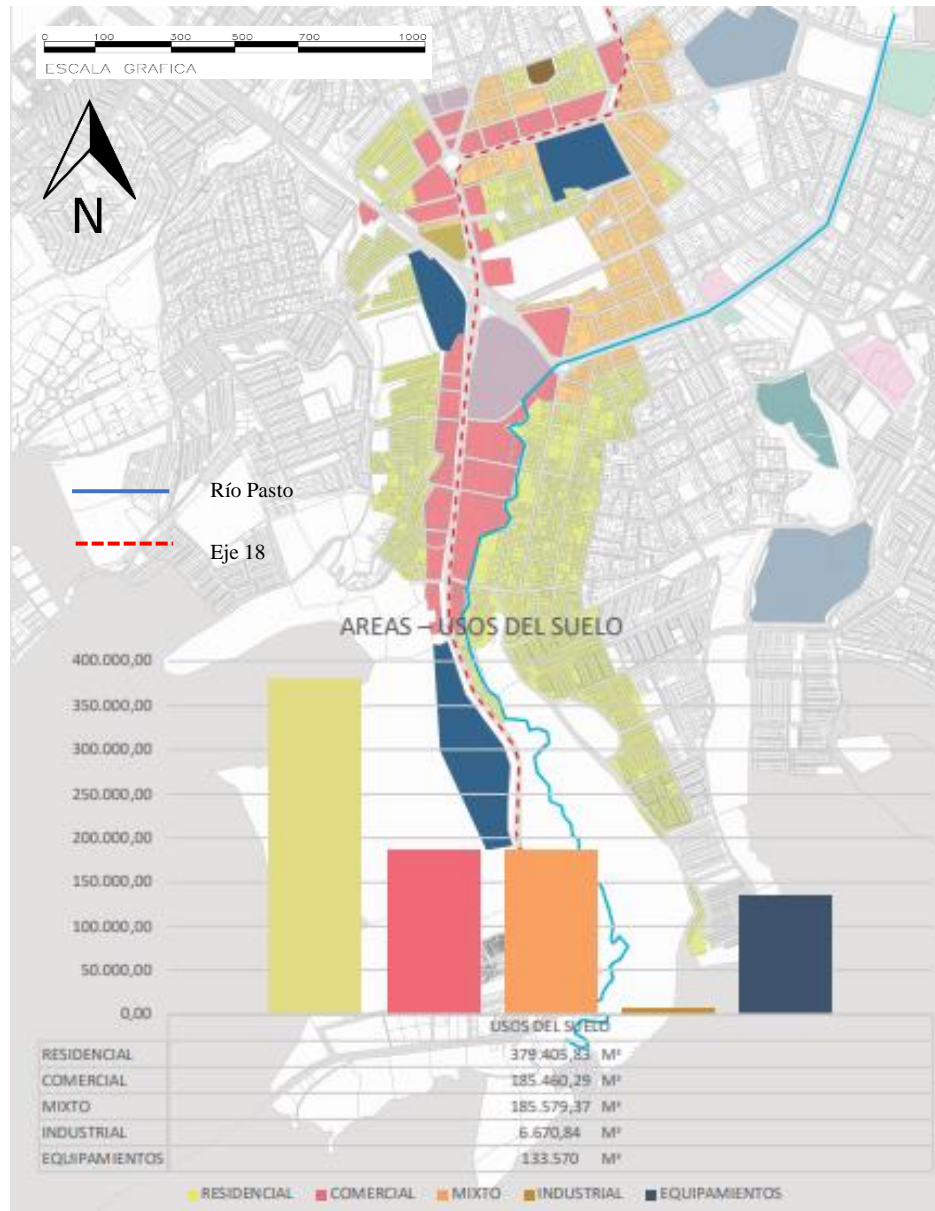 0 100 300 500 700 1000
ESCALA GRAFICA
N
Río Pasto
Eje 18
AREAS – USOS DEL SUELO
400.000,00
350.000,00
300.000,00
250.000,00
200.000,00
150.000,00
100.000,00
50.000,00
0,00
USOS DEL SUELO
RESIDENCIAL 379.405,83 M²
COMERCIAL 185.460,29 M²
MIXTO 185.579,37 M²
INDUSTRIAL 6.670,84 M²
EQUIPAMIENTOS 133.570 M²
RESIDENCIAL COMERCIAL MIXTO INDUSTRIAL EQUIPAMIENTOS